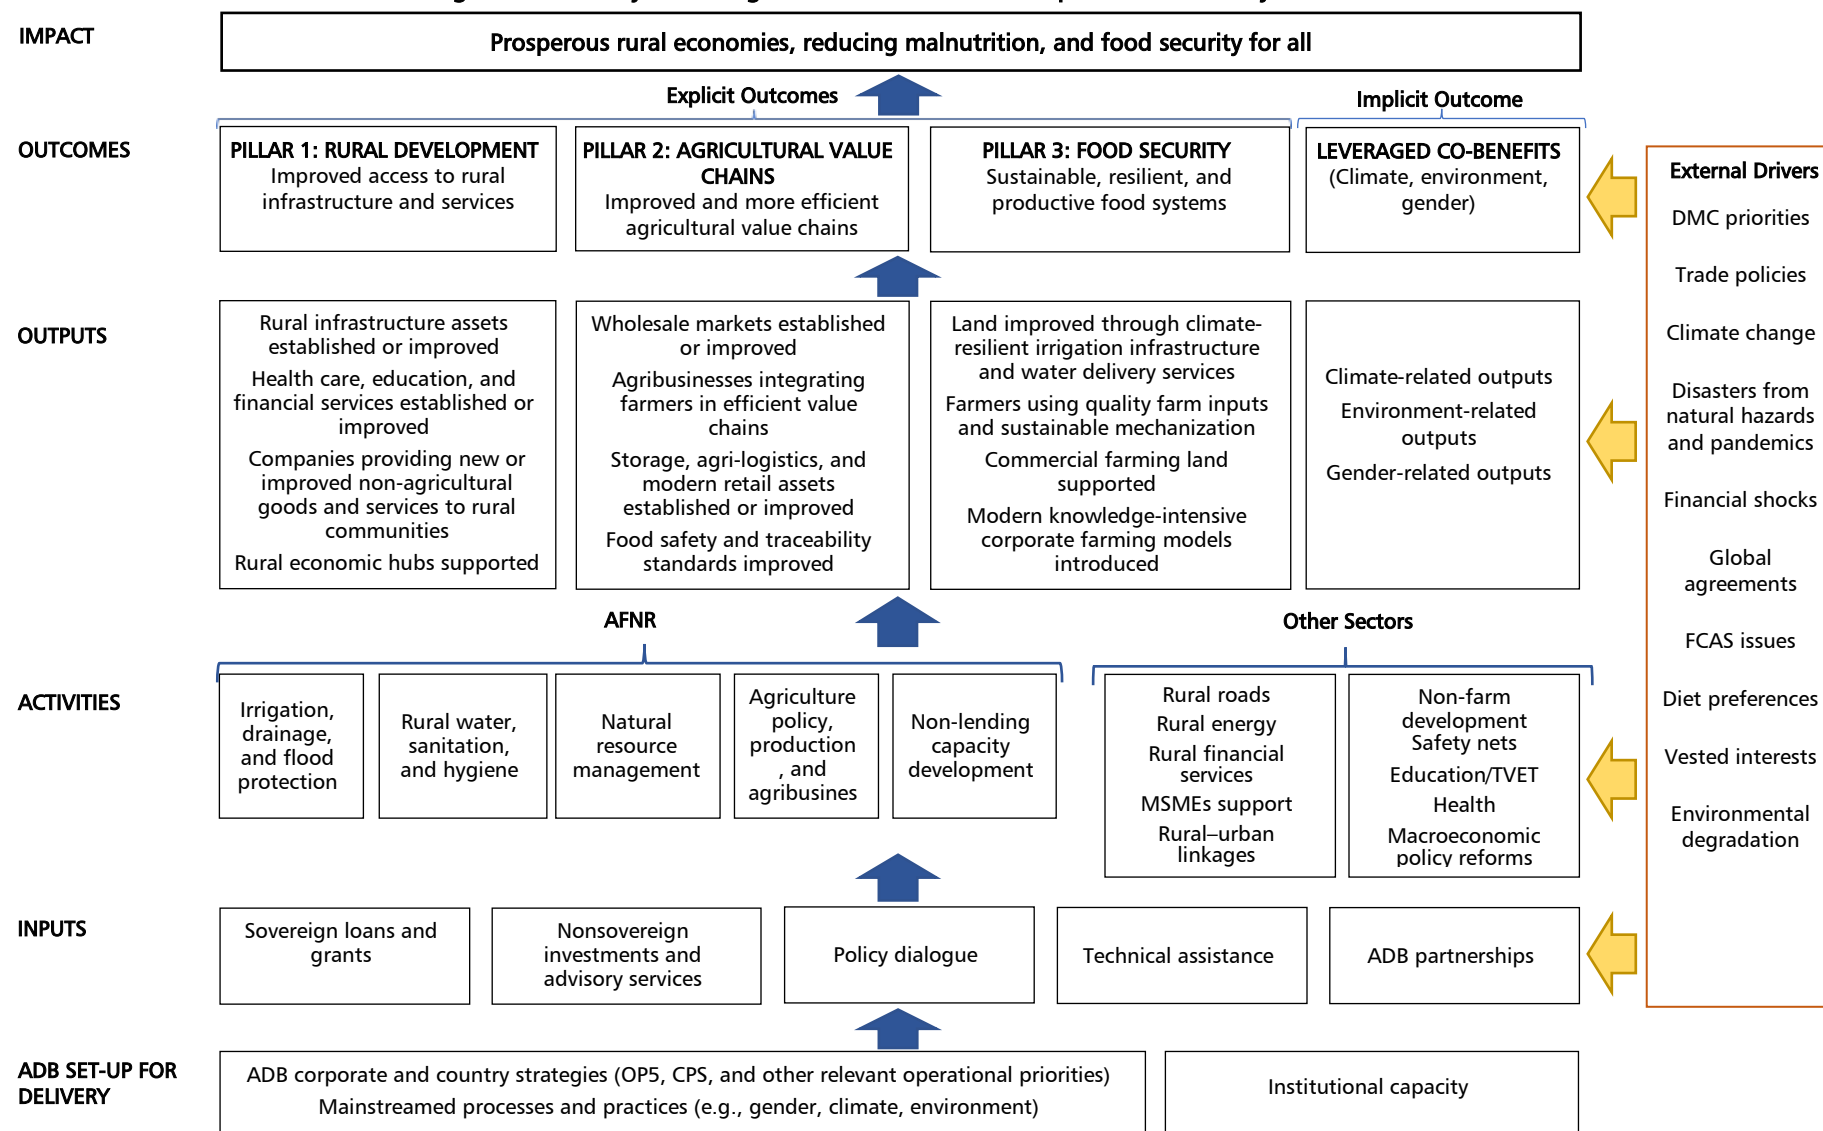 IMPACT
Prosperous rural economies, reducing malnutrition, and food security for all
Explicit Outcomes
Implicit Outcome
OUTCOMES
PILLAR 1: RURAL DEVELOPMENT
Improved access to rural
infrastructure and services
PILLAR 2: AGRICULTURAL VALUE
CHAINS
Improved and more efficient
agricultural value chains
PILLAR 3: FOOD SECURITY
Sustainable, resilient, and
productive food systems
LEVERAGED CO-BENEFITS
(Climate, environment,
gender)
External Drivers
DMC priorities
Trade policies
Climate change
Disasters from
natural hazards
and pandemics
Financial shocks
Global
agreements
FCAS issues
Diet preferences
Vested interests
Environmental
degradation
OUTPUTS
Rural infrastructure assets
established or improved
Health care, education, and
financial services established or
improved
Companies providing new or
improved non-agricultural
goods and services to rural
communities
Rural economic hubs supported
Wholesale markets established
or improved
Agribusinesses integrating
farmers in efficient value
chains
Storage, agri-logistics, and
modern retail assets
established or improved
Food safety and traceability
standards improved
Land improved through climate-
resilient irrigation infrastructure
and water delivery services
Farmers using quality farm inputs
and sustainable mechanization
Commercial farming land
supported
Modern knowledge-intensive
corporate farming models
introduced
Climate-related outputs
Environment-related
outputs
Gender-related outputs
AFNR
Other Sectors
ACTIVITIES
Irrigation,
drainage,
and flood
protection
Rural water,
sanitation,
and hygiene
Natural
resource
management
Agriculture
policy,
production
, and
agribusines
Non-lending
capacity
development
Rural roads
Rural energy
Rural financial
services
MSMEs support
Rural–urban
linkages
Non-farm
development
Safety nets
Education/TVET
Health
Macroeconomic
policy reforms
INPUTS
Sovereign loans and
grants
Nonsovereign
investments and
advisory services
Policy dialogue
Technical assistance
ADB partnerships
ADB SET-UP FOR
DELIVERY
ADB corporate and country strategies (OP5, CPS, and other relevant operational priorities)
Mainstreamed processes and practices (e.g., gender, climate, environment)
Institutional capacity